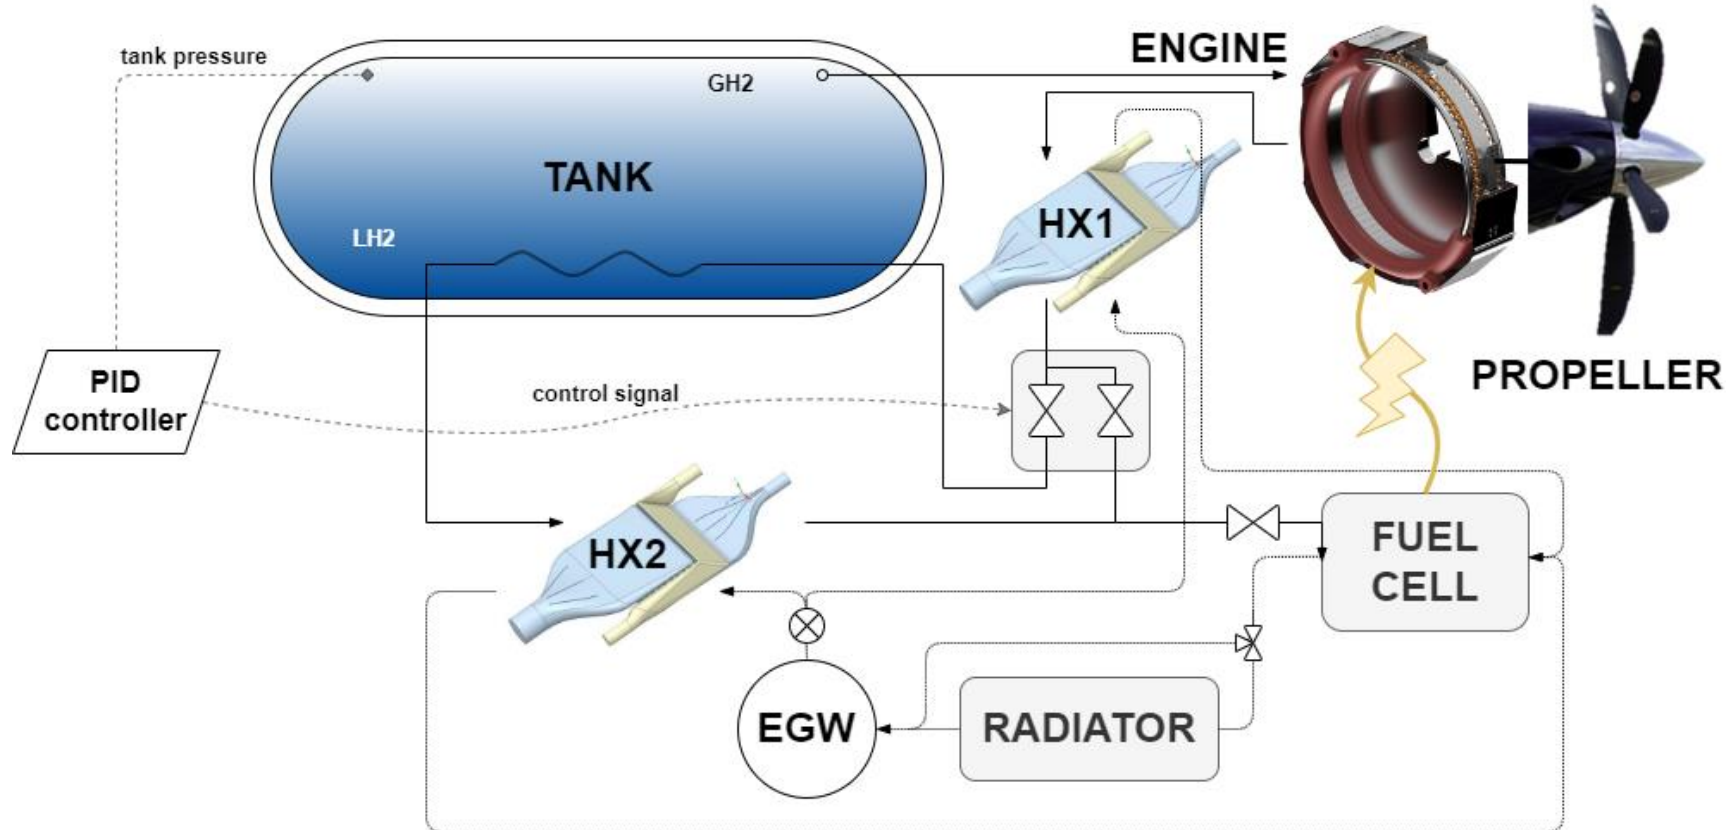 ENGINE
tank pressure
GH2
TANK
HX1
LH2
PID
controller
control signal
PROPELLER
HX2
FUEL
CELL
EGW
RADIATOR